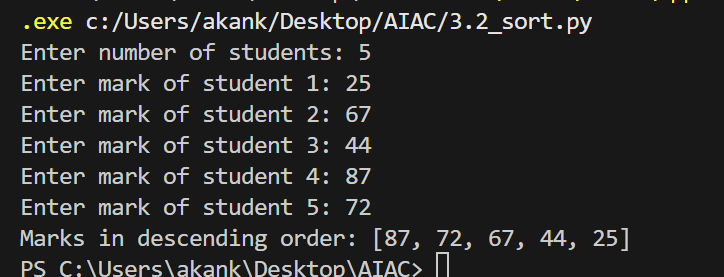 .exe c:/Users/akank/Desktop/AIAC/3.2_sort.py
Enter number of students: 5
Enter mark of student 1: 25
Enter mark of student 2: 67
Enter mark of student 3: 44
Enter mark of student 4: 87
Enter mark of student 5: 72
Marks in descending order: [87, 72, 67, 44, 25]
PS C:\Users\akank\Desktop\AIAC>